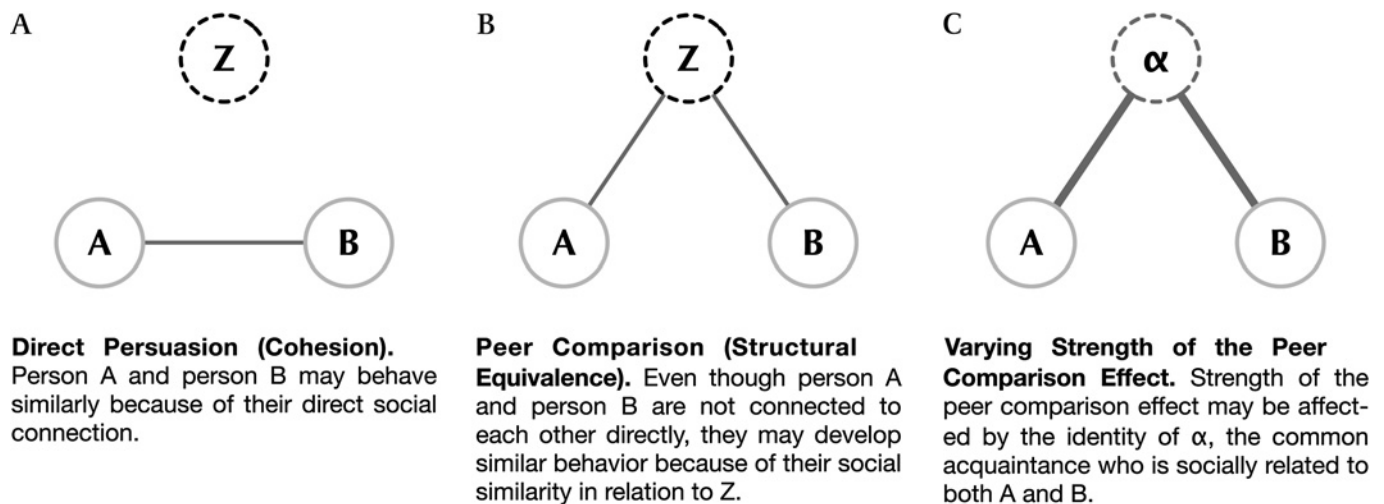 A
Z
A
B
Direct Persuasion (Cohesion).
Person A and person B may behave
similarly because of their direct social
connection.
B
Z
A
B
Peer Comparison (Structural
Equivalence). Even though person A
and person B are not connected to
each other directly, they may develop
similar behavior because of their social
similarity in relation to Z.
C
α
A
B
Varying Strength of the Peer
Comparison Effect. Strength of the
peer comparison effect may be affect-
ed by the identity of α, the common
acquaintance who is socially related to
both A and B.